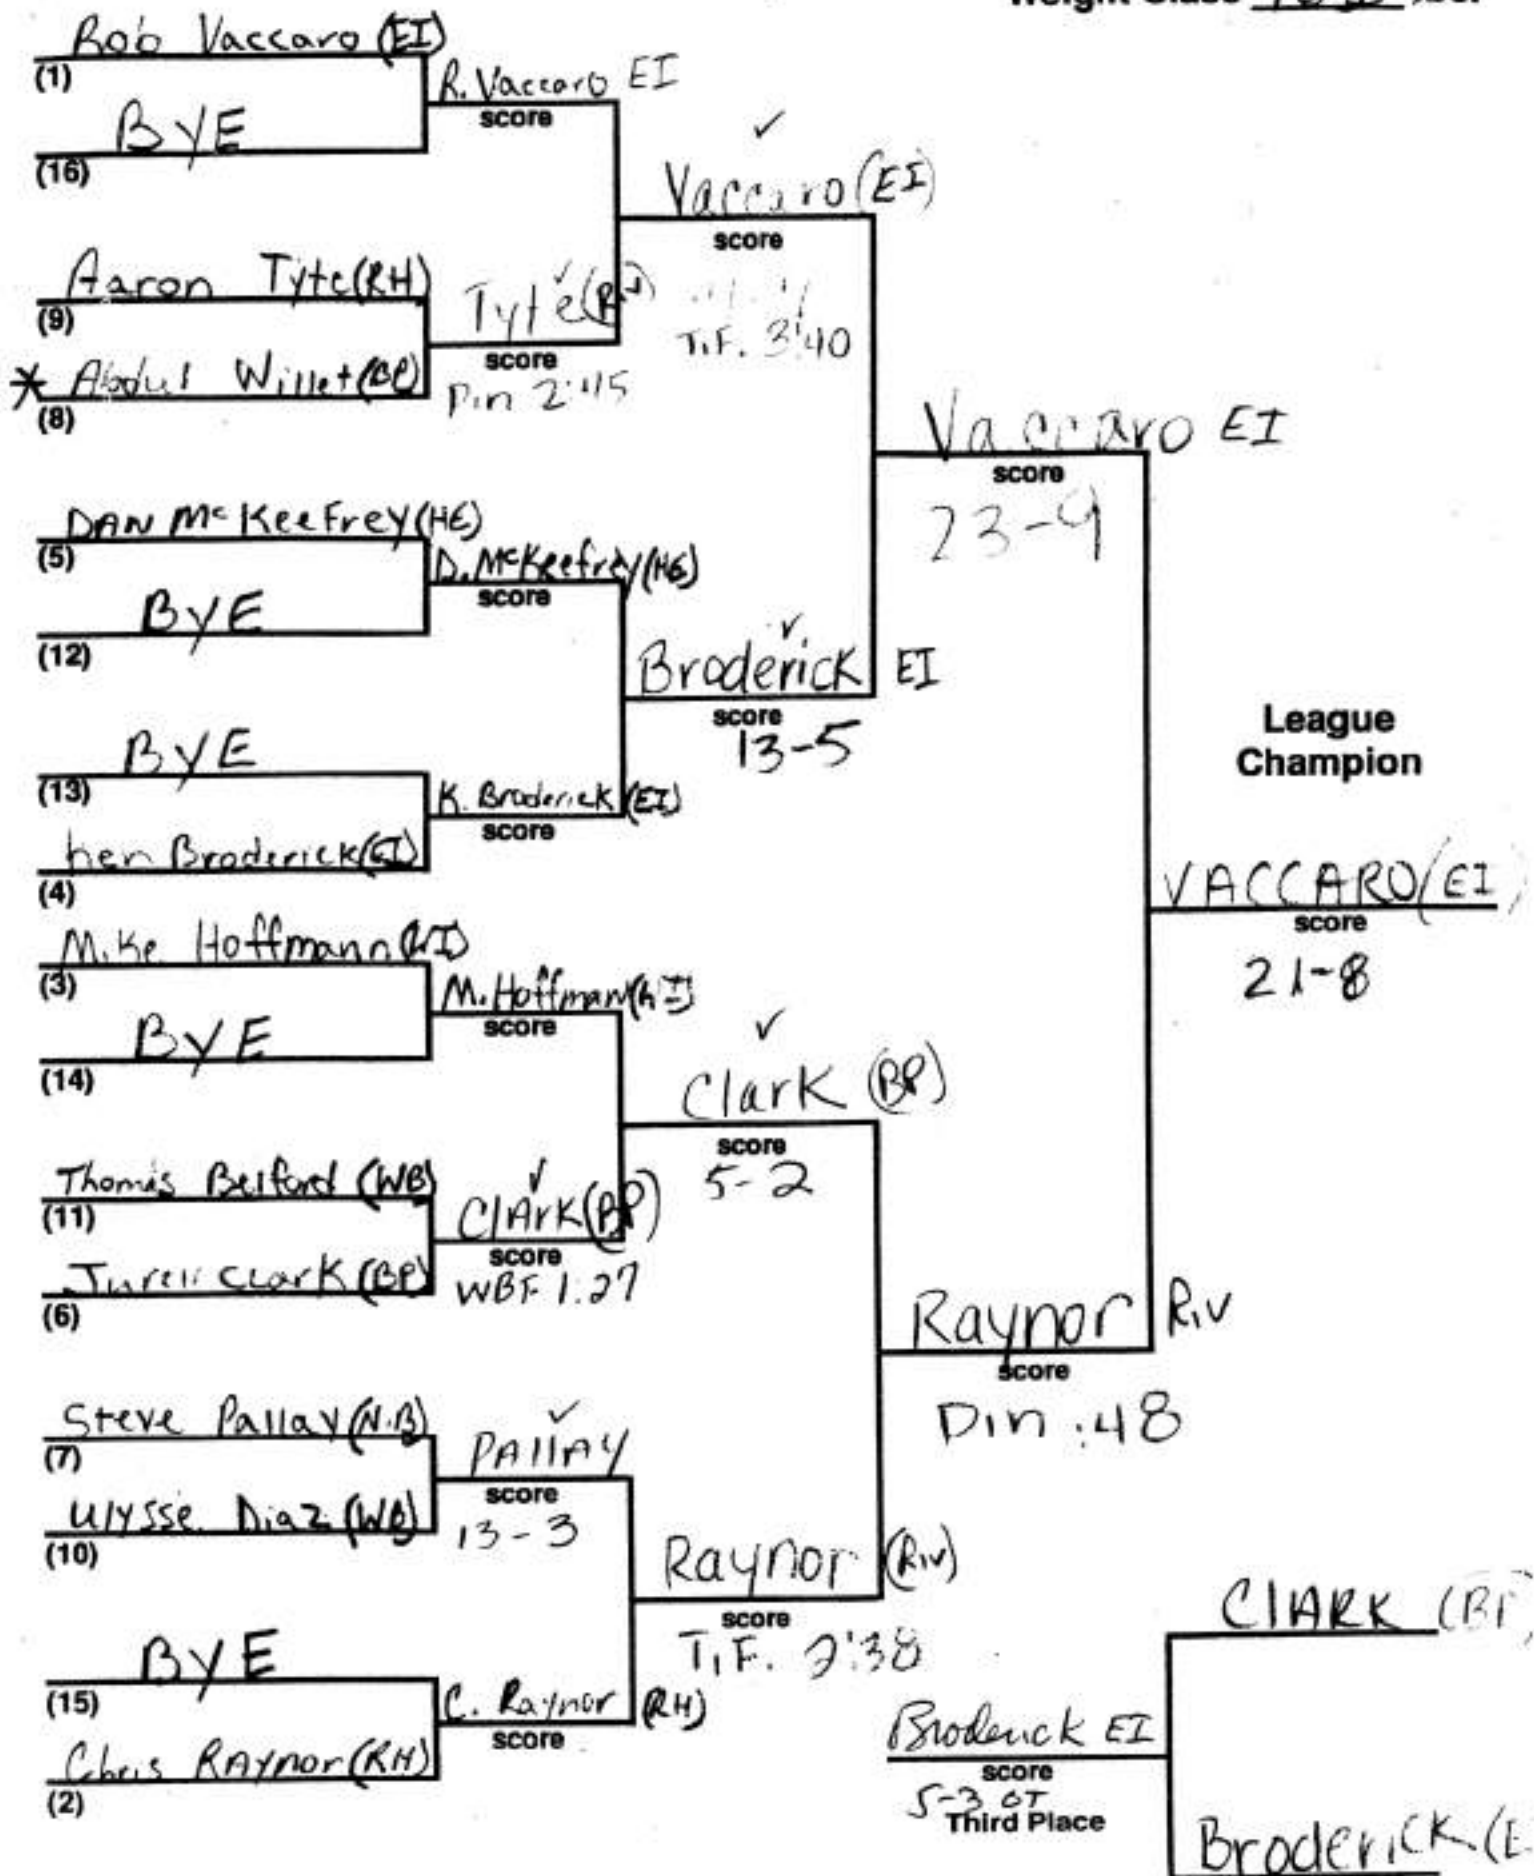 Weight Class lbs.
Rob Vaccaro (EI)
(1)
R. Vaccaro EI
score
BYE
(16)
Vaccaro (EI)
score
T.F. 3:40
Aaron Tyte (RH)
(9)
Tyte (RH)
score
Pin 2:45
* Abdul Willet (BP)
(8)
Vaccaro EI
score
23-9
DAN McKeefrey (HE)
(5)
D. McKeefrey (HE)
score
BYE
(12)
Broderick EI
score
13-5
BYE
(13)
K. Broderick (EI)
score
Ken Broderick (EI)
(4)
League
Champion
VACCARO (EI)
score
21-8
Mike Hoffmann
(3)
M. Hoffman
score
BYE
(14)
Clark (BP)
score
5-2
Thomas Belford (WB)
(11)
Clark (BP)
score
WBF 1:27
Clark (BP)
(6)
Raynor Riv
score
Pin :48
Steve Pallay (N.B)
(7)
PAllAy
score
13-3
Ulysse Diaz (WB)
(10)
Raynor (Riv)
score
T.F. 2:38
BYE
(15)
C. Raynor (RH)
score
Chris RAynor (RH)
(2)
ClARK (BP
Broderick EI
score
5-3 OT
Third Place
Broderick (E